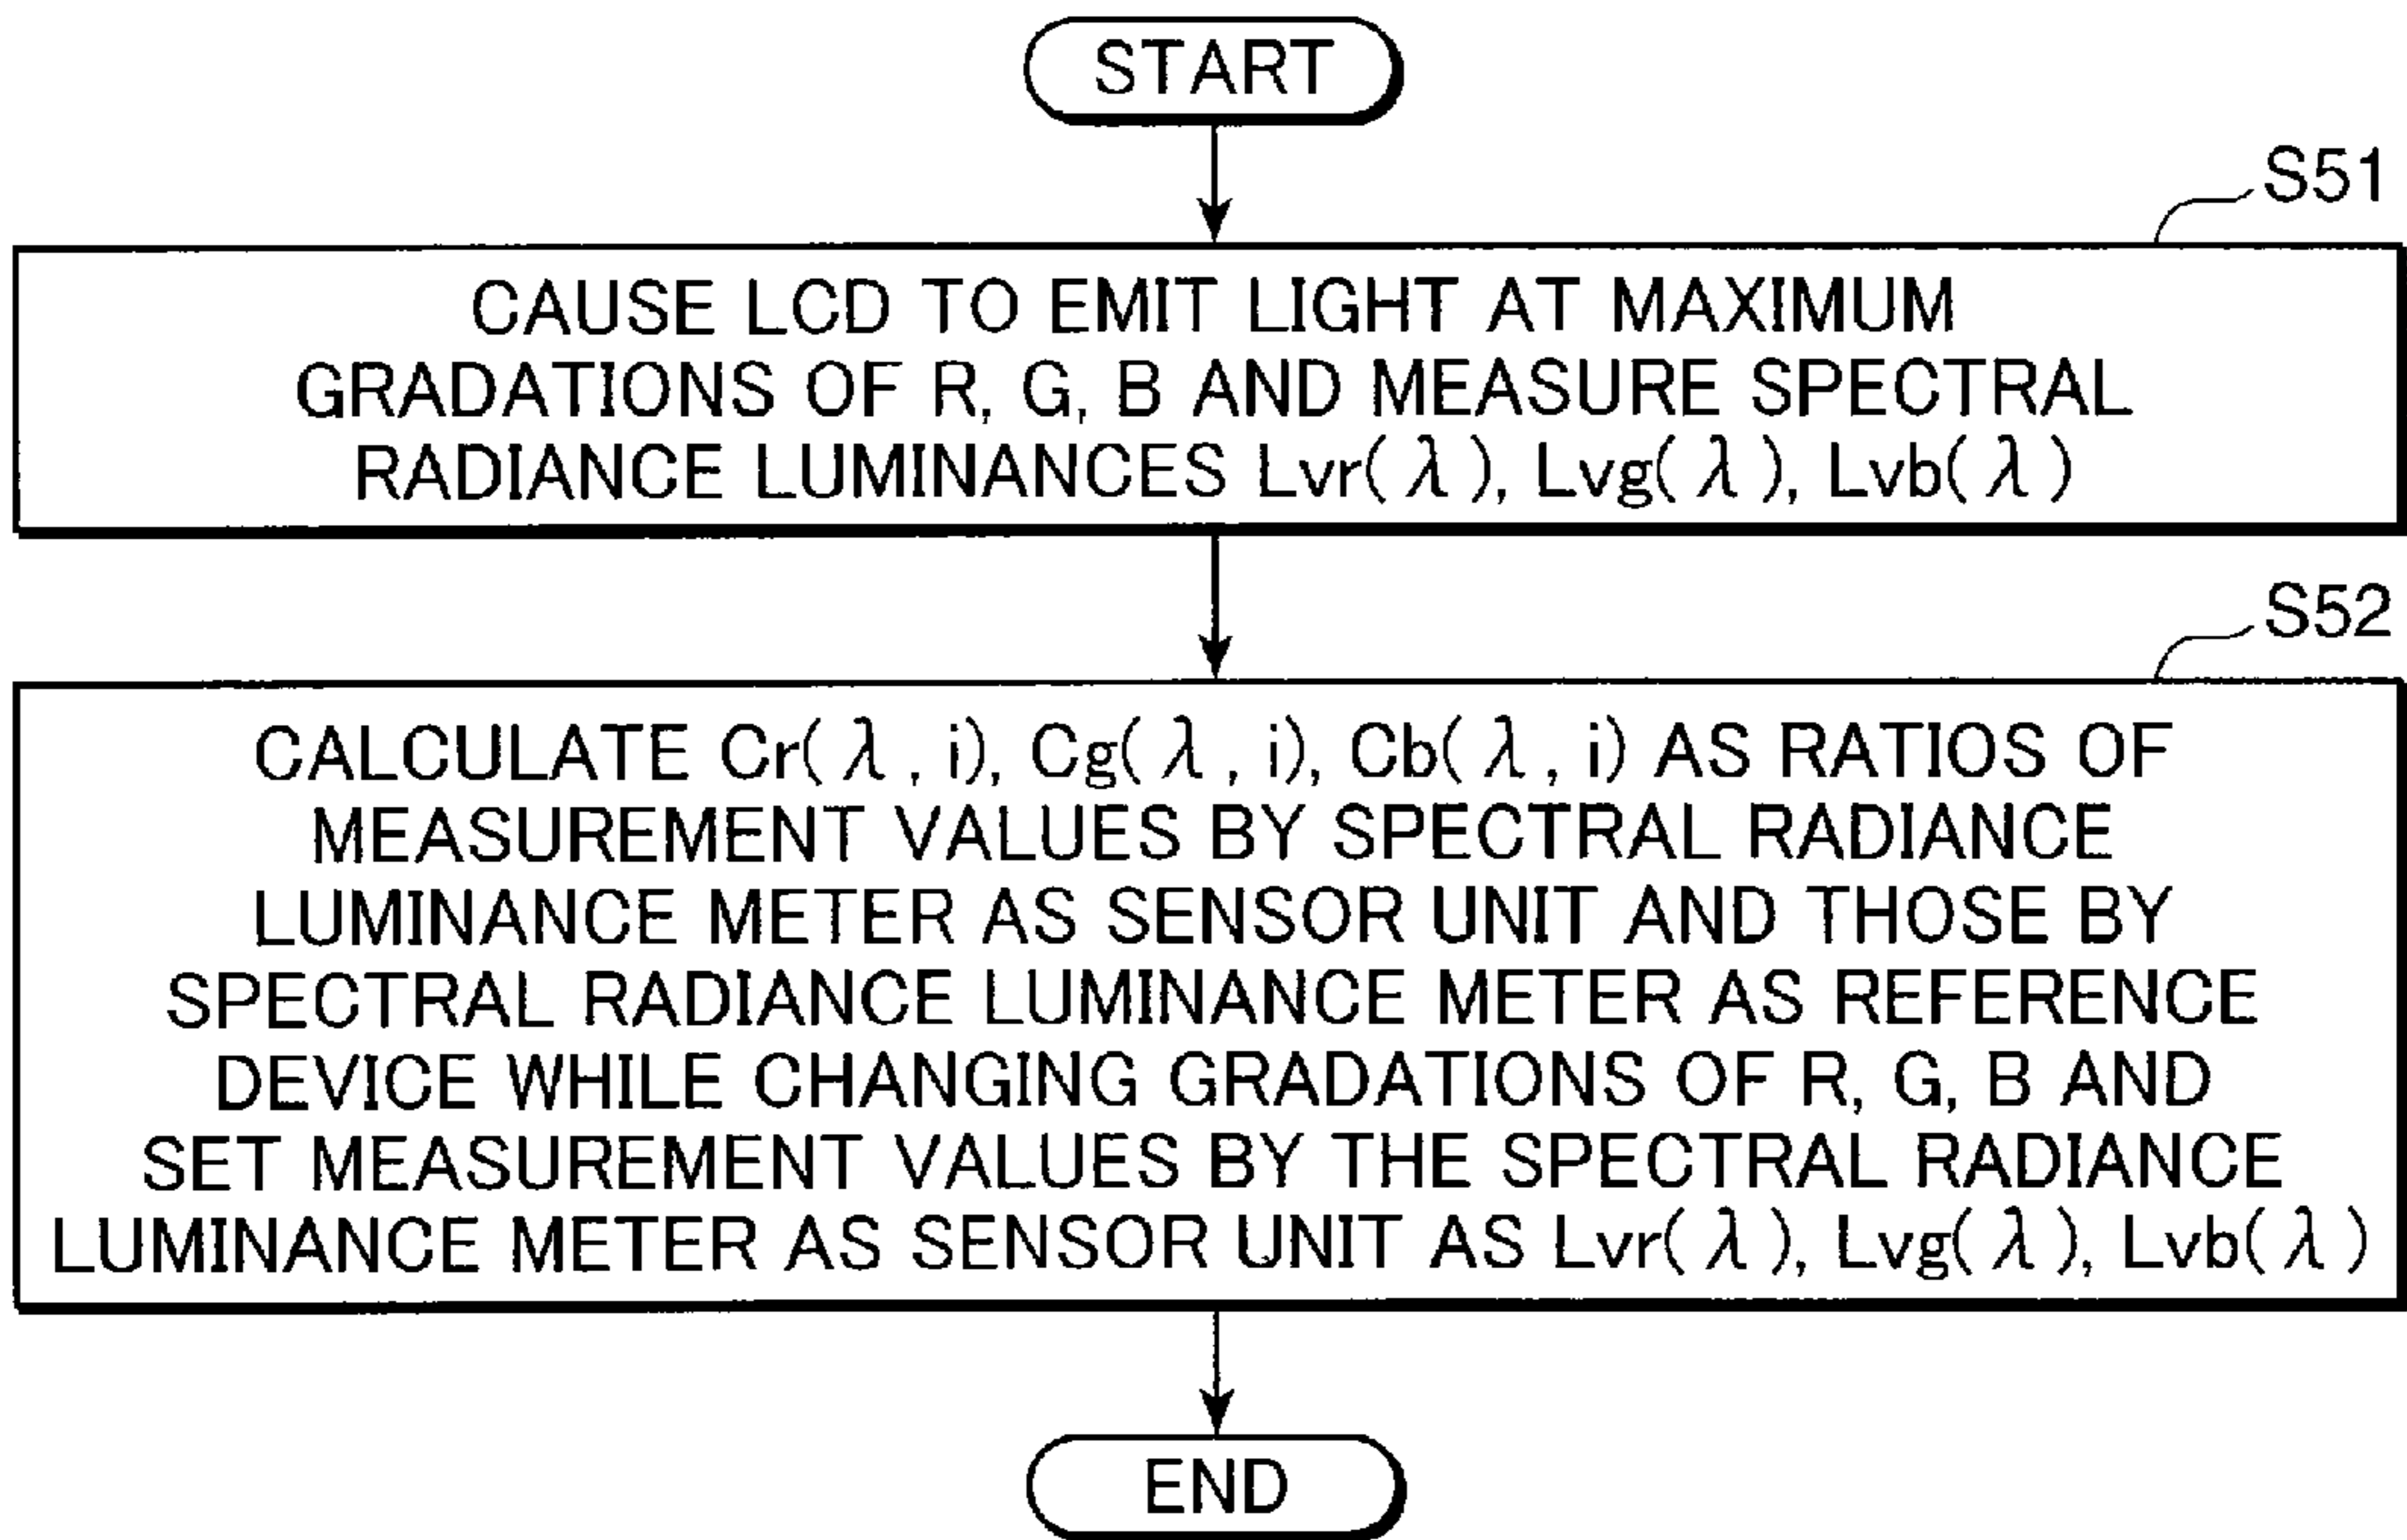 START
S51
CAUSE LCD TO EMIT LIGHT AT MAXIMUM
GRADATIONS OF R, G, B AND MEASURE SPECTRAL
RADIANCE LUMINANCES Lvr(λ), Lvg(λ), Lvb(λ)
S52
CALCULATE Cr(λ, i), Cg(λ, i), Cb(λ, i) AS RATIOS OF
MEASUREMENT VALUES BY SPECTRAL RADIANCE
LUMINANCE METER AS SENSOR UNIT AND THOSE BY
SPECTRAL RADIANCE LUMINANCE METER AS REFERENCE
DEVICE WHILE CHANGING GRADATIONS OF R, G, B AND
SET MEASUREMENT VALUES BY THE SPECTRAL RADIANCE
LUMINANCE METER AS SENSOR UNIT AS Lvr(λ), Lvg(λ), Lvb(λ)
END